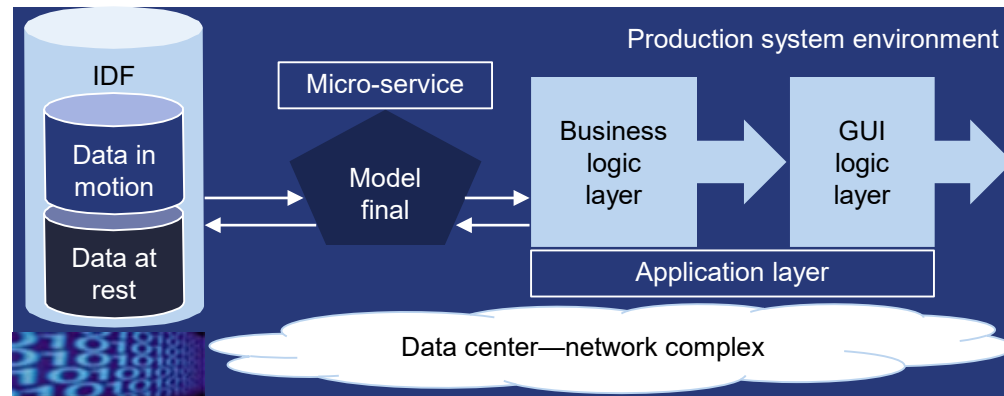 Production system environment
IDF
Data in
motion
Data at
rest
Micro-service
Model
final
Business
logic
layer
GUI
logic
layer
Application layer
Data center—network complex